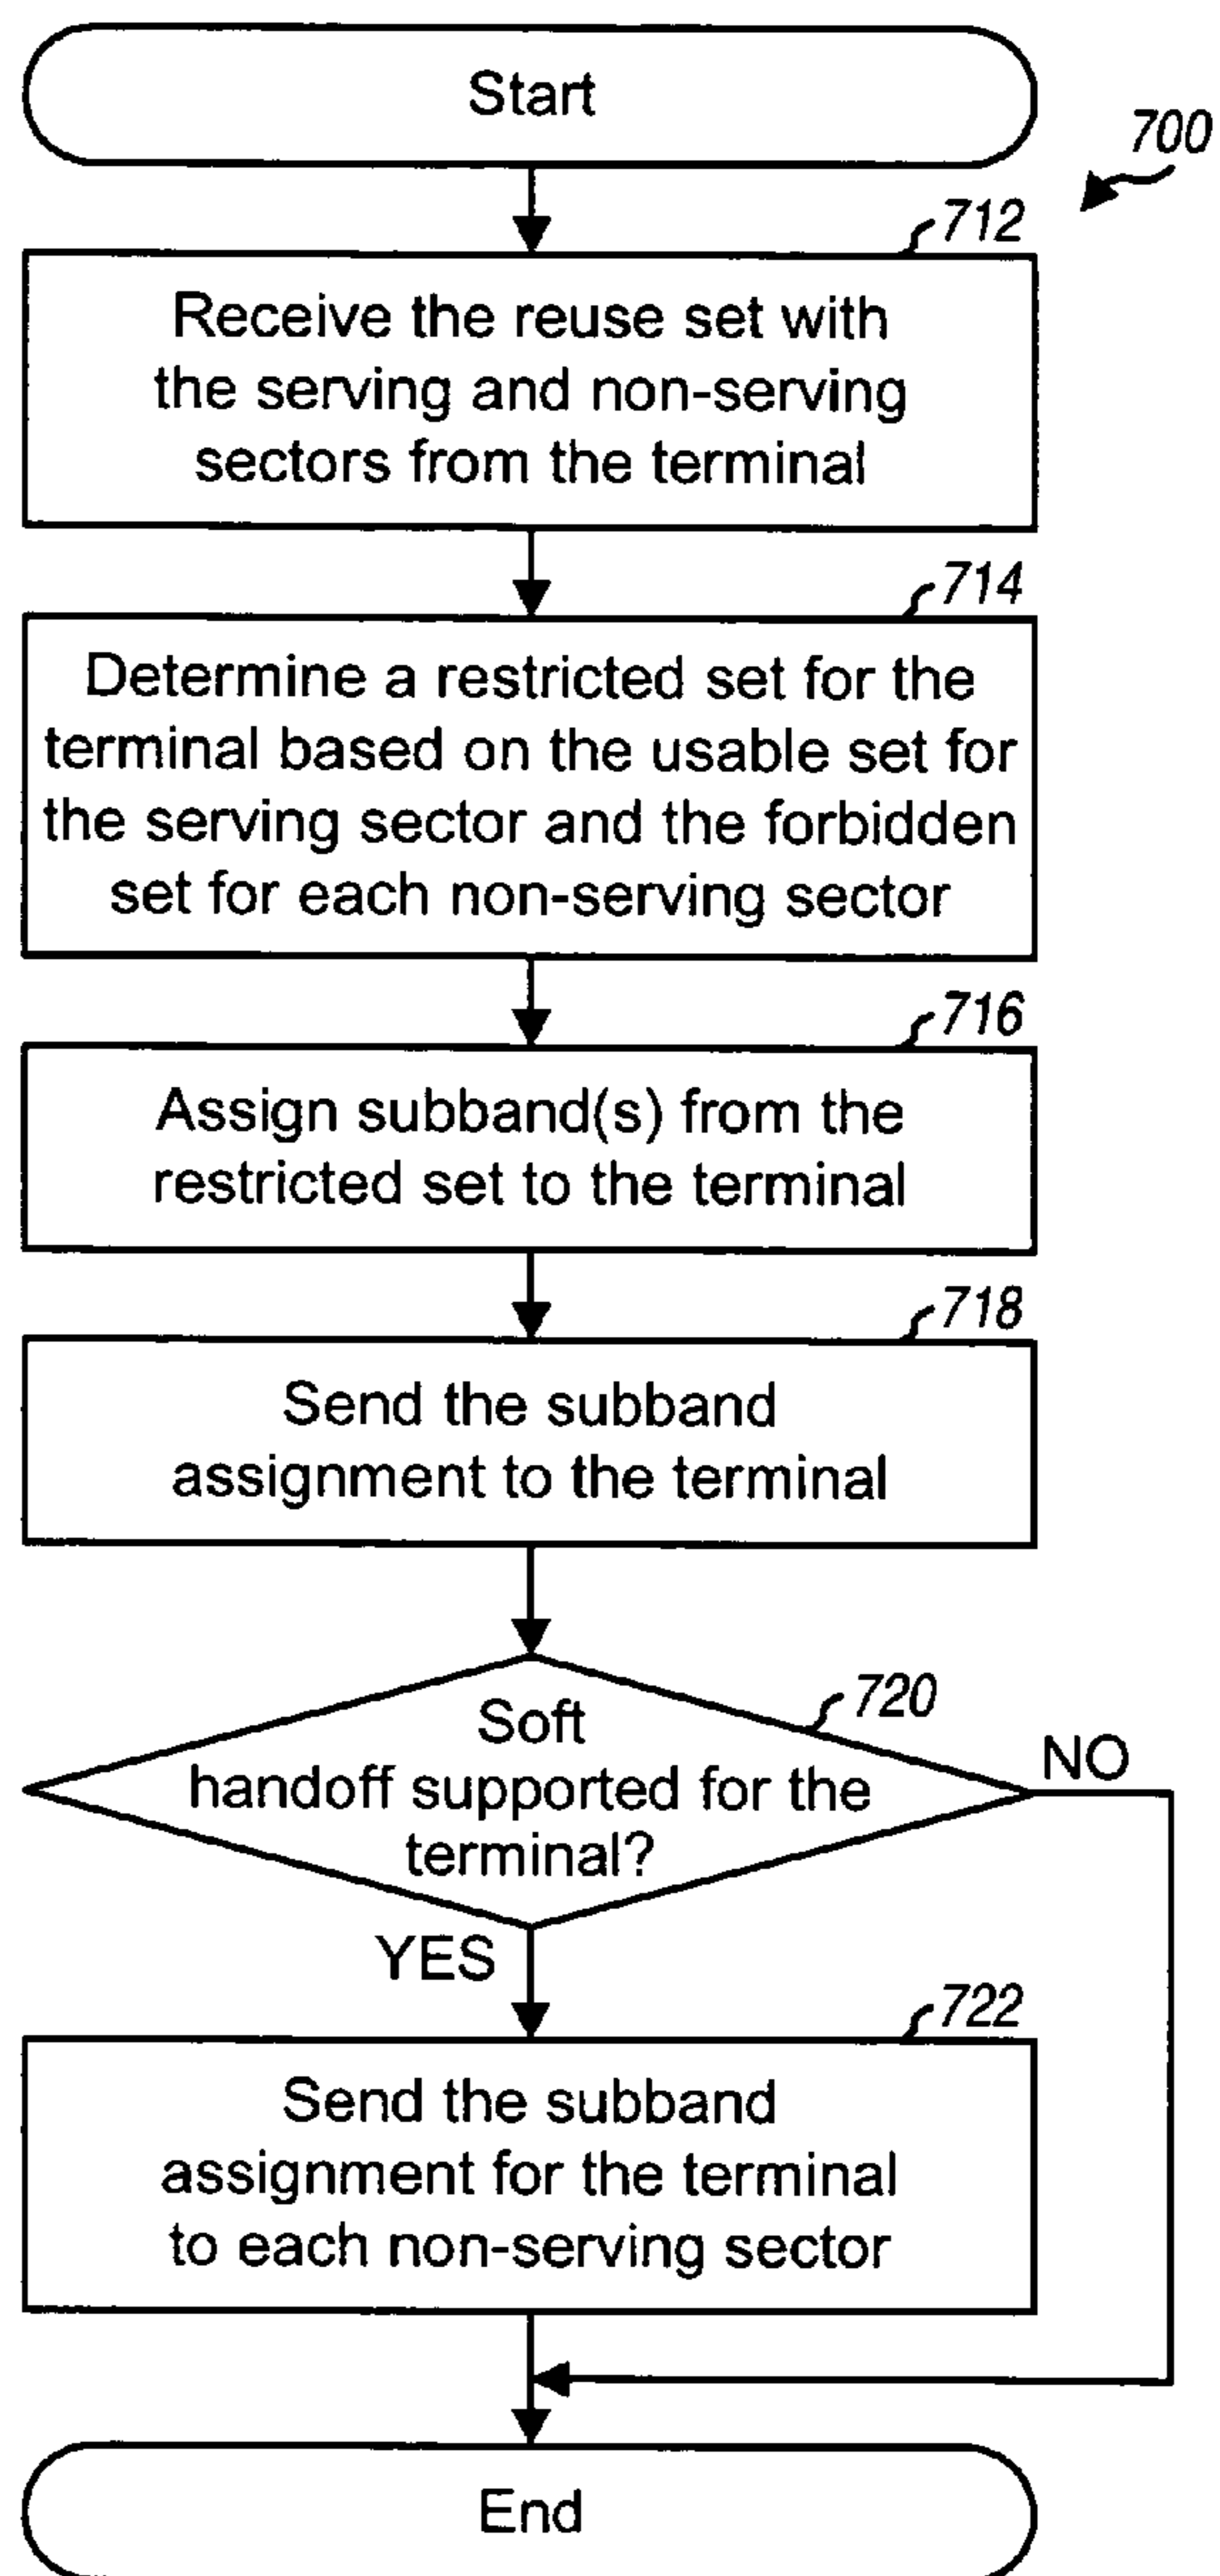 Start
700
712
Receive the reuse set with
the serving and non-serving
sectors from the terminal
714
Determine a restricted set for the
terminal based on the usable set for
the serving sector and the forbidden
set for each non-serving sector
716
Assign subband(s) from the
restricted set to the terminal
718
Send the subband
assignment to the terminal
720
Soft
handoff supported for the
terminal?
NO
YES
722
Send the subband
assignment for the terminal
to each non-serving sector
End